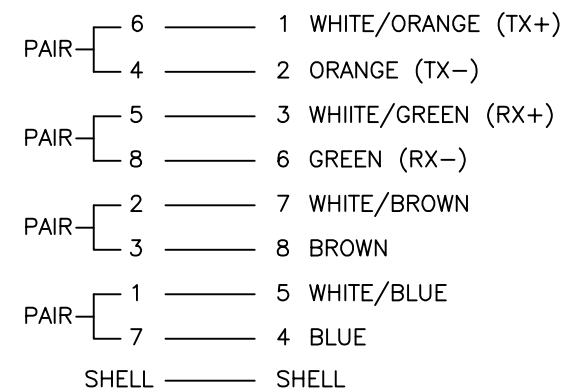 6 1 WHITE/ORANGE (TX+)
PAIR
4 2 ORANGE (TX-)
5 3 WHIITE/GREEN (RX+)
PAIR
8 6 GREEN (RX-)
2 7 WHITE/BROWN
PAIR
3 8 BROWN
1 5 WHITE/BLUE
PAIR
7 4 BLUE
SHELL SHELL